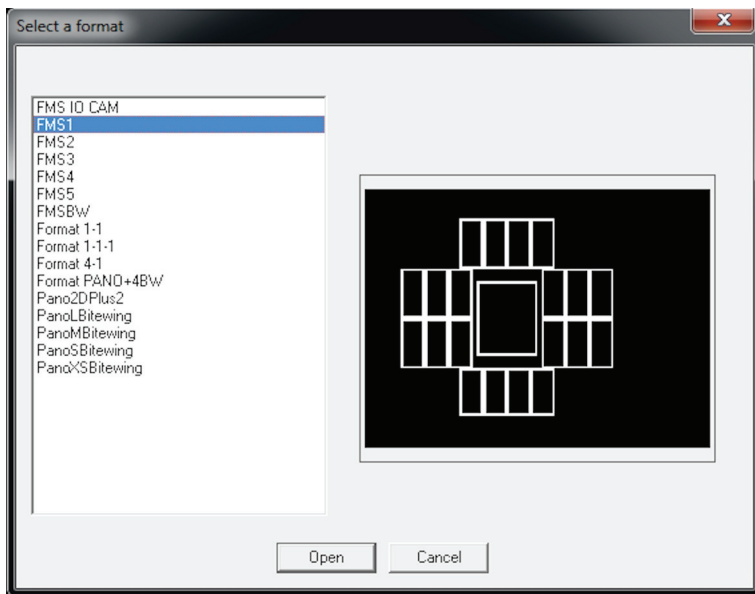 Select a format
FMS IO CAM
FMS1
FMS2
FMS3
FMS4
FMS5
FMSBW
Format 1-1
Format 1-1-1
Format 4-1
Format PANO+4BW
Pano2DPlus2
PanoLBitewing
PanoMBitewing
PanoSBitewing
PanoXSBitewing
Open
Cancel